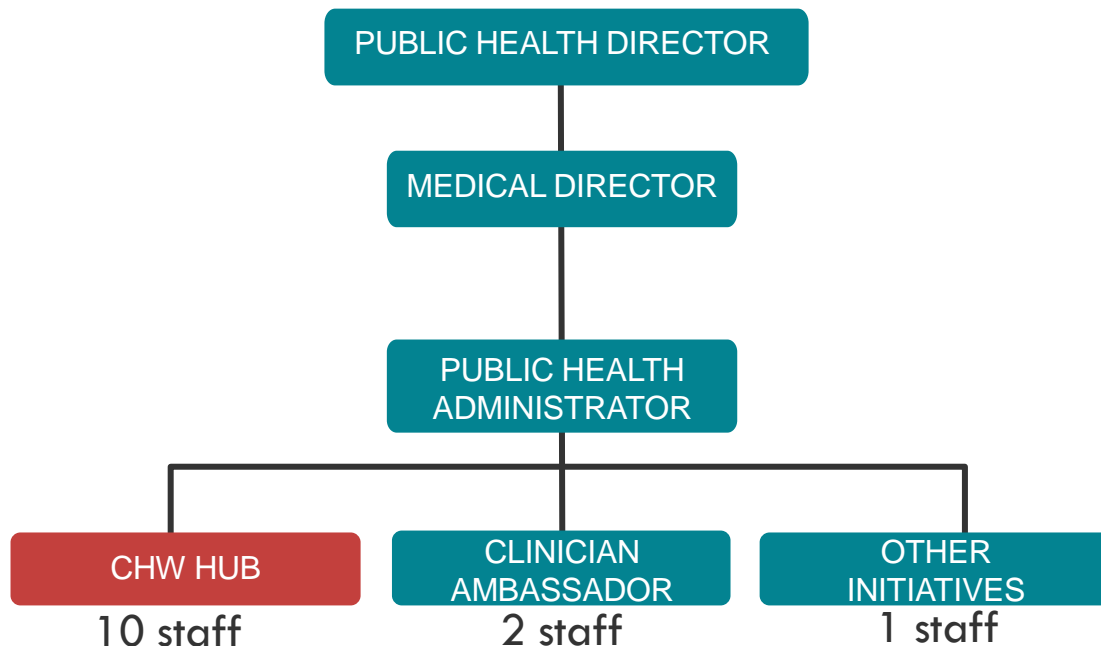 PUBLIC HEALTH DIRECTOR
MEDICAL DIRECTOR
PUBLIC HEALTH
ADMINISTRATOR
CHW HUB
10 staff
CLINICIAN
AMBASSADOR
2 staff
OTHER
INITIATIVES
1 staff